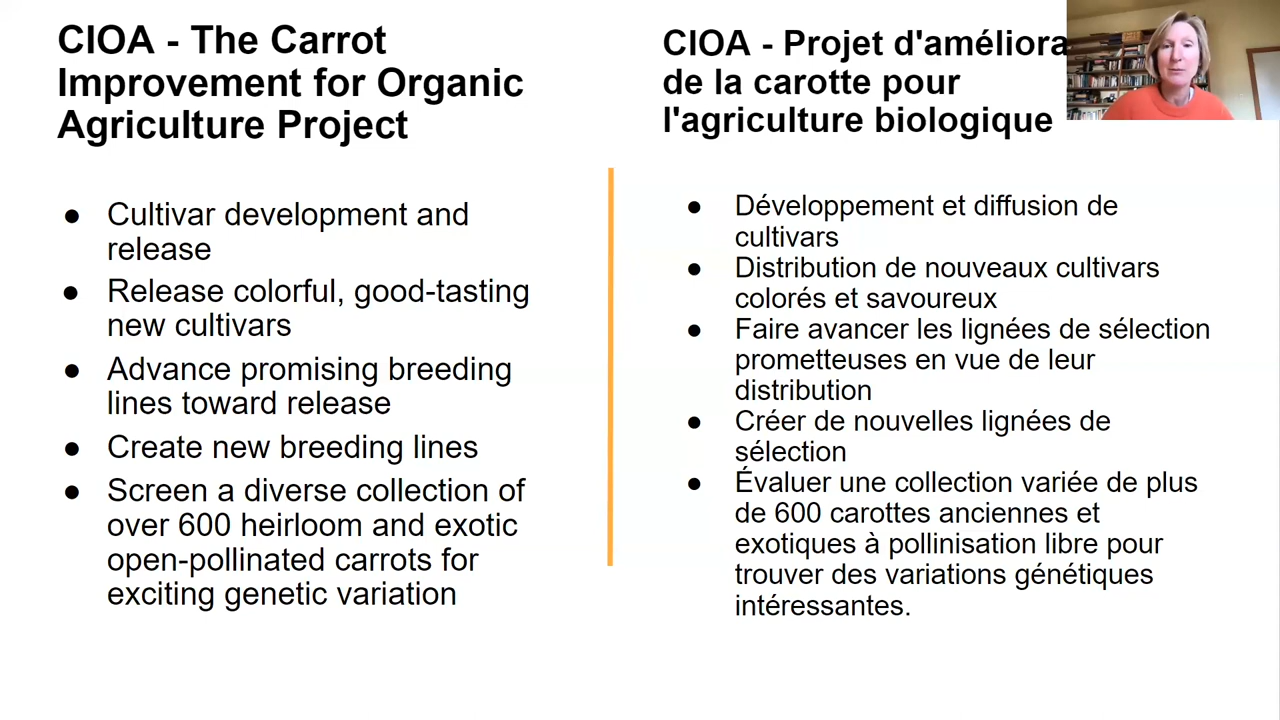 CIOA - The Carrot
Improvement for Organic
Agriculture Project
● Cultivar development and
release
● Release colorful, good-tasting
new cultivars
● Advance promising breeding
lines toward release
● Create new breeding lines
● Screen a diverse collection of
over 600 heirloom and exotic
open-pollinated carrots for
exciting genetic variation
CIOA - Projet d'améliora
de la carotte pour
l'agriculture biologique
● Développement et diffusion de
cultivars
● Distribution de nouveaux cultivars
colorés et savoureux
● Faire avancer les lignées de sélection
prometteuses en vue de leur
distribution
● Créer de nouvelles lignées de
sélection
● Évaluer une collection variée de plus
de 600 carottes anciennes et
exotiques à pollinisation libre pour
trouver des variations génétiques
intéressantes.